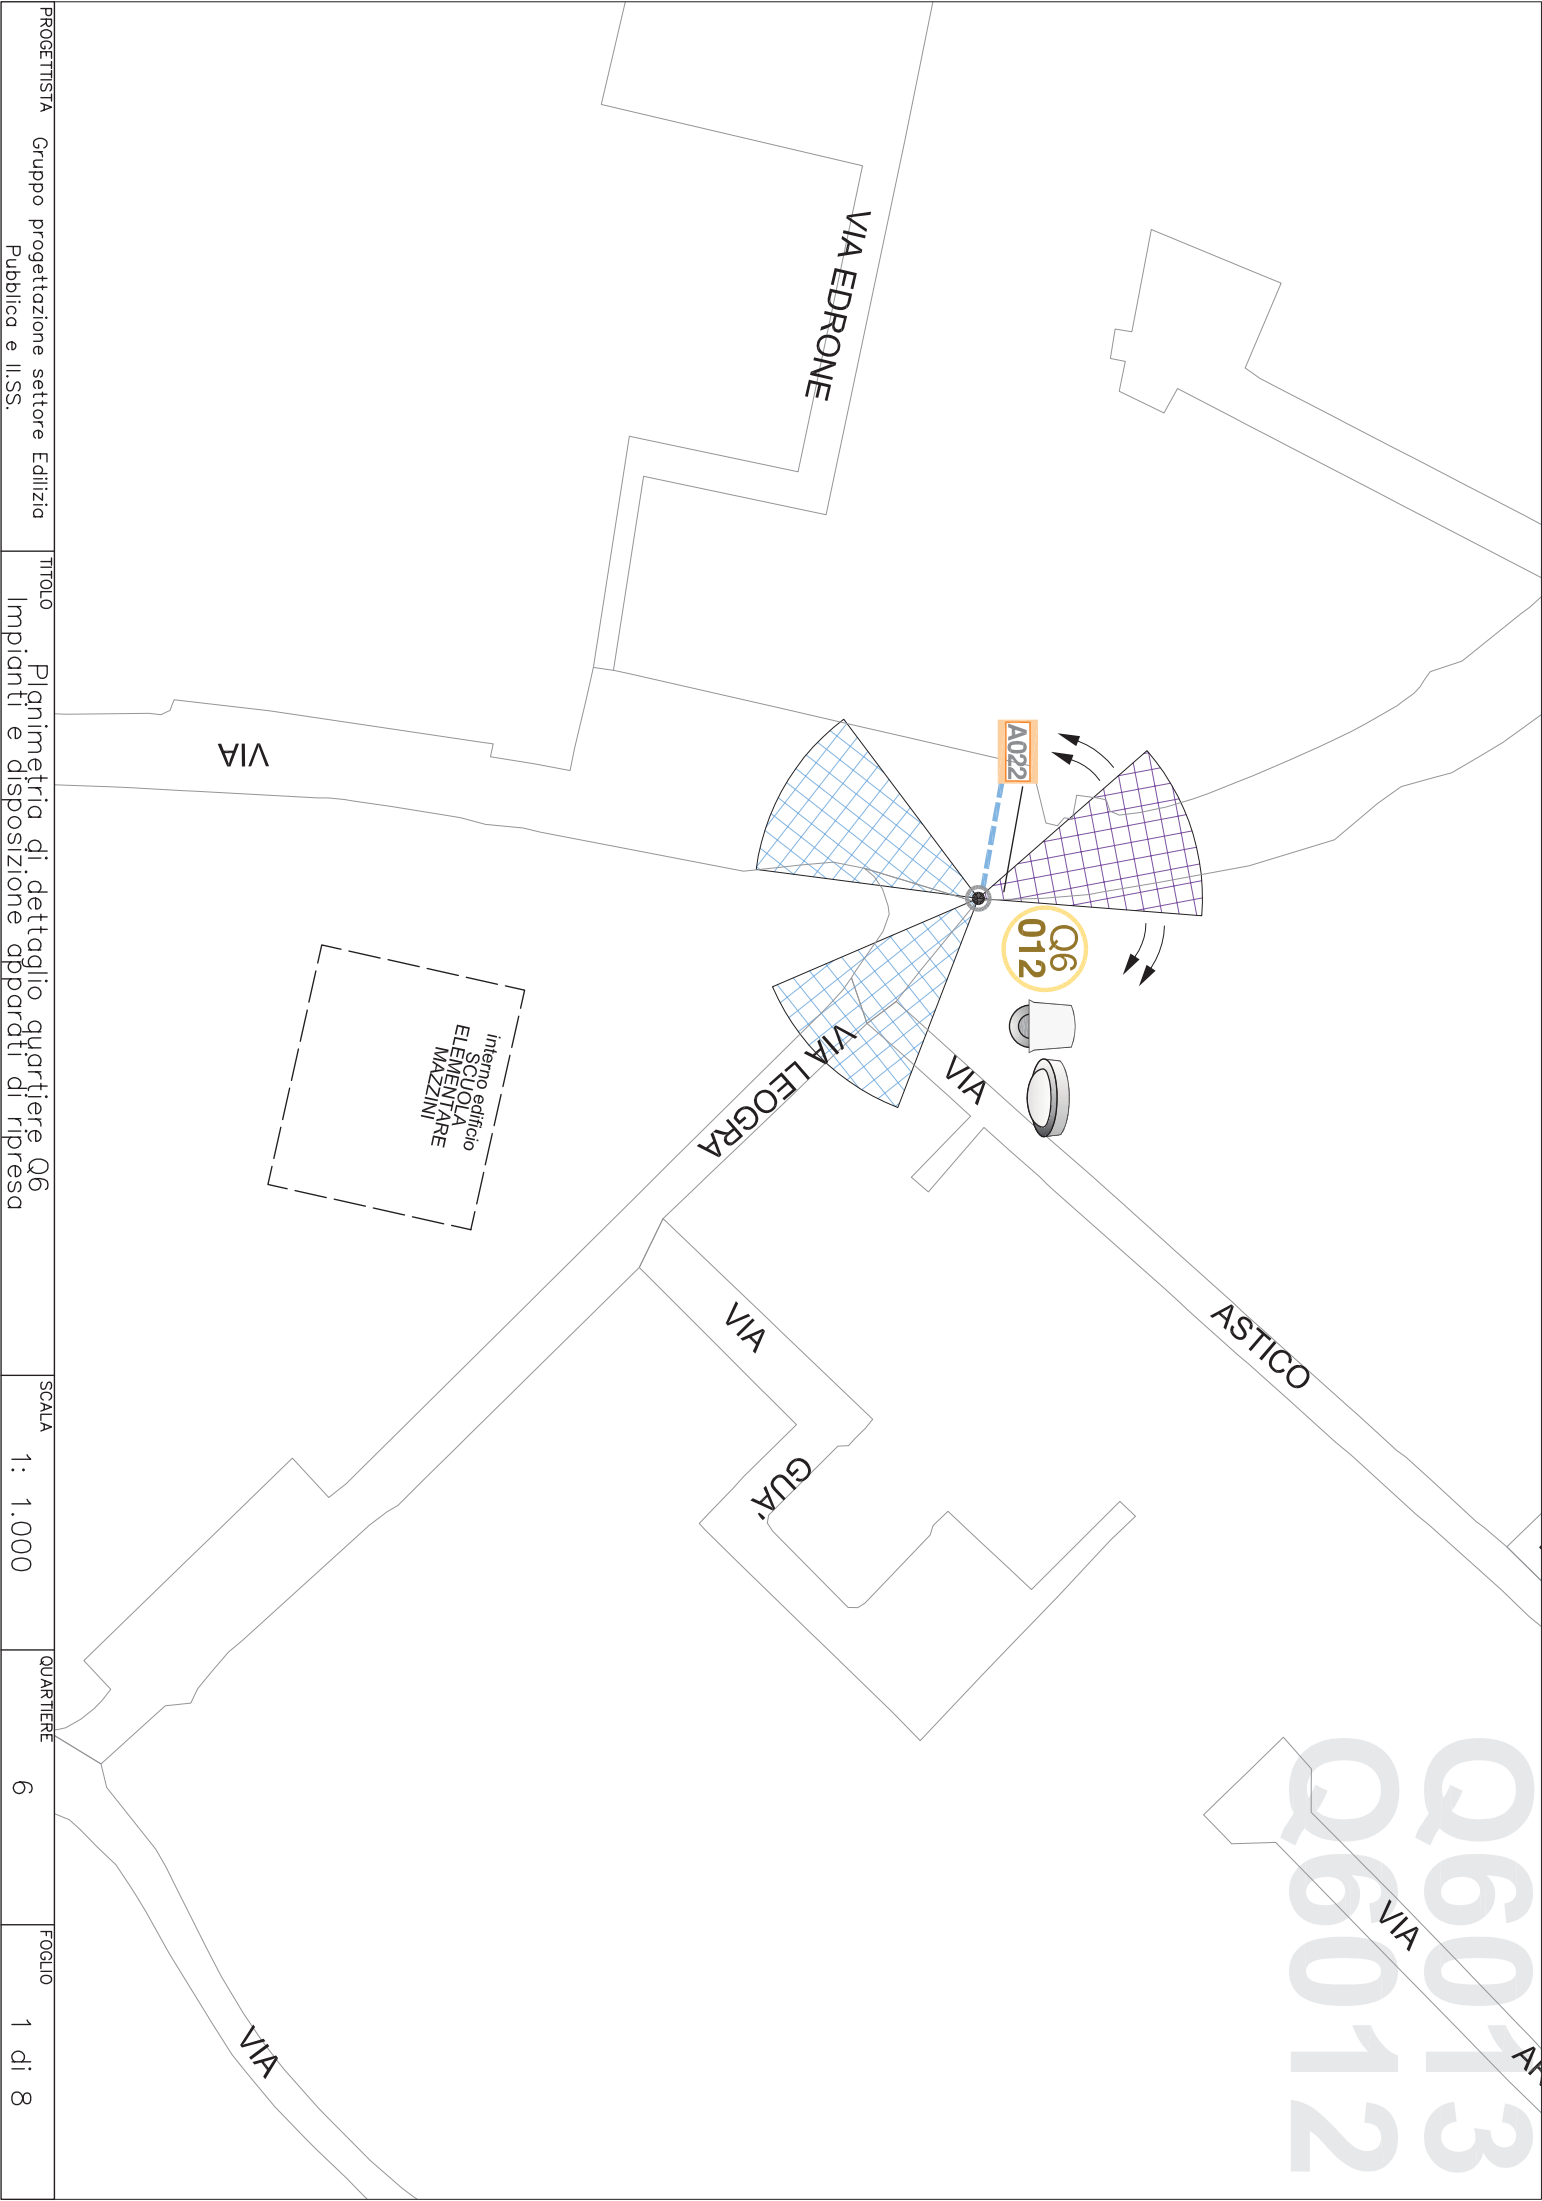 Q6013
Q6012
VIA
ASTICO
VIA
VIA EDRONE
A022
Q6
012
VIA LEOGRA
VIA
GUÀ
VIA
VIA
interno edificio
SCUOLA
ELEMENTARE
MAZZINI
PROGETTISTA
Gruppo progettazione settore Edilizia
Pubblica e II.SS.
TITOLO
Planimetria di dettaglio quartiere Q6
Impianti e disposizione apparati di ripresa
SCALA
1: 1.000
QUARTIERE
6
FOGLIO
1 di 8